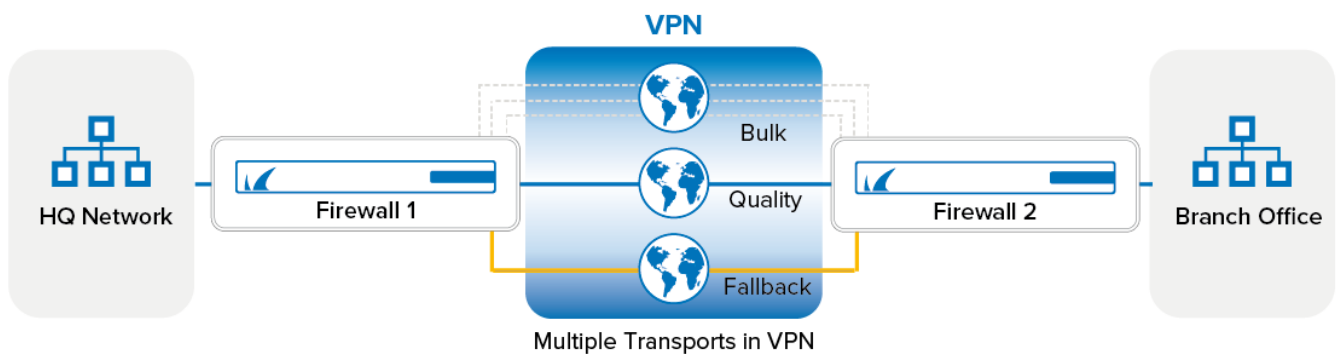 VPN
Bulk
HQ Network
Firewall 1
Quality
Firewall 2
Branch Office
Fallback
Multiple Transports in VPN